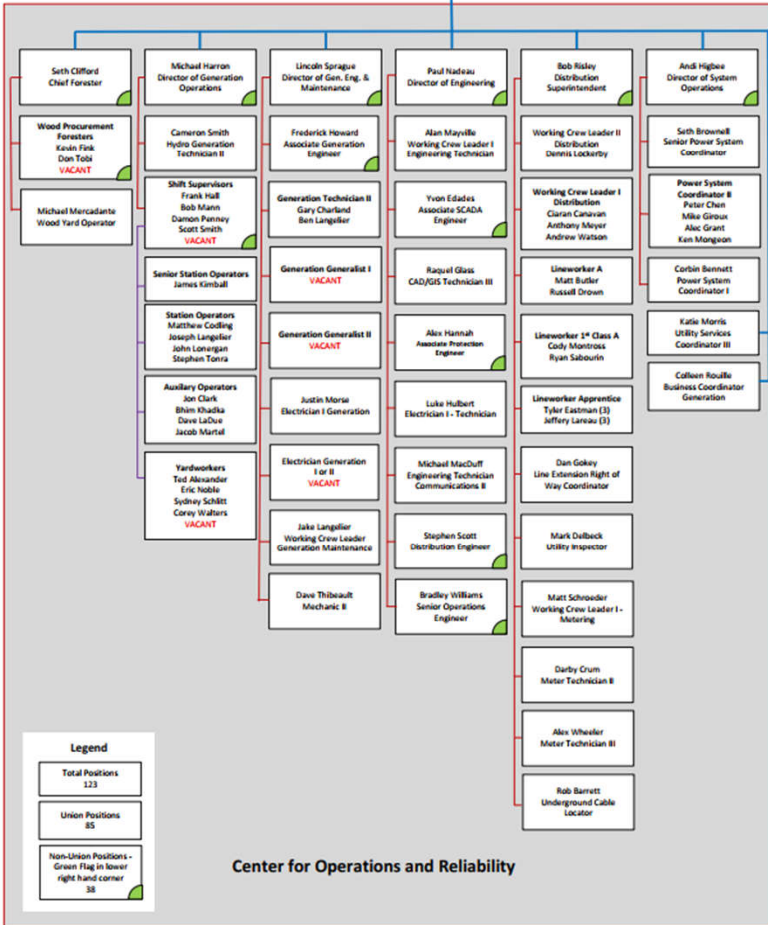 Seth Clifford
Chief Forester
Wood Procurement
Foresters
Kevin Fink
Don Tobi
VACANT
Michael Mercadante
Wood Yard Operator
Michael Harron
Director of Generation
Operations
Cameron Smith
Hydro Generation
Technician II
Shift Supervisors
Frank Hall
Bob Mann
Damon Penney
Scott Smith
VACANT
Senior Station Operators
James Kimball
Station Operators
Matthew Codling
Joseph Langelier
John Lonergan
Stephen Tonra
Auxilary Operators
Jon Clark
Bhim Khadka
Dave LaDue
Jacob Martel
Yardworkers
Ted Alexander
Eric Noble
Sydney Schlitt
Corey Walters
VACANT
Lincoln Sprague
Director of Gen. Eng. &
Maintenance
Frederick Howard
Associate Generation
Engineer
Generation Technician II
Gary Charland
Ben Langelier
Generation Generalist I
VACANT
Generation Generalist II
VACANT
Justin Morse
Electrician I Generation
Electrician Generation
I or II
VACANT
Jake Langelier
Working Crew Leader
Generation Maintenance
Dave Thibeault
Mechanic II
Paul Nadeau
Director of Engineering
Alan Mayville
Working Crew Leader I
Engineering Technician
Yvon Edades
Associate SCADA
Engineer
Raquel Glass
CAD/GIS Technician III
Alex Hannah
Associate Protection
Engineer
Luke Hulbert
Electrician I - Technician
Michael MacDuff
Engineering Technician
Communications II
Stephen Scott
Distribution Engineer
Bradley Williams
Senior Operations
Engineer
Bob Risley
Distribution
Superintendent
Working Crew Leader II
Distribution
Dennis Lockerby
Working Crew Leader I
Distribution
Ciaran Canavan
Anthony Meyer
Andrew Watson
Lineworker A
Matt Butler
Russell Drown
Lineworker 1st Class A
Cody Montross
Ryan Sabourin
Lineworker Apprentice
Tyler Eastman (3)
Jeffery Lareau (3)
Dan Gokey
Line Extension Right of
Way Coordinator
Mark Delbeck
Utility Inspector
Matt Schroeder
Working Crew Leader I -
Metering
Darby Crum
Meter Technician II
Alex Wheeler
Meter Technician III
Rob Barrett
Underground Cable
Locator
Andi Higbee
Director of System
Operations
Seth Brownell
Senior Power System
Coordinator
Power System
Coordinator II
Peter Chen
Mike Giroux
Alec Grant
Ken Mongeon
Corbin Bennett
Power System
Coordinator I
Katie Morris
Utility Services
Coordinator III
Colleen Rouille
Business Coordinator
Generation
Legend
Total Positions
123
Union Positions
85
Non-Union Positions -
Green Flag in lower
right hand corner
38
Center for Operations and Reliability